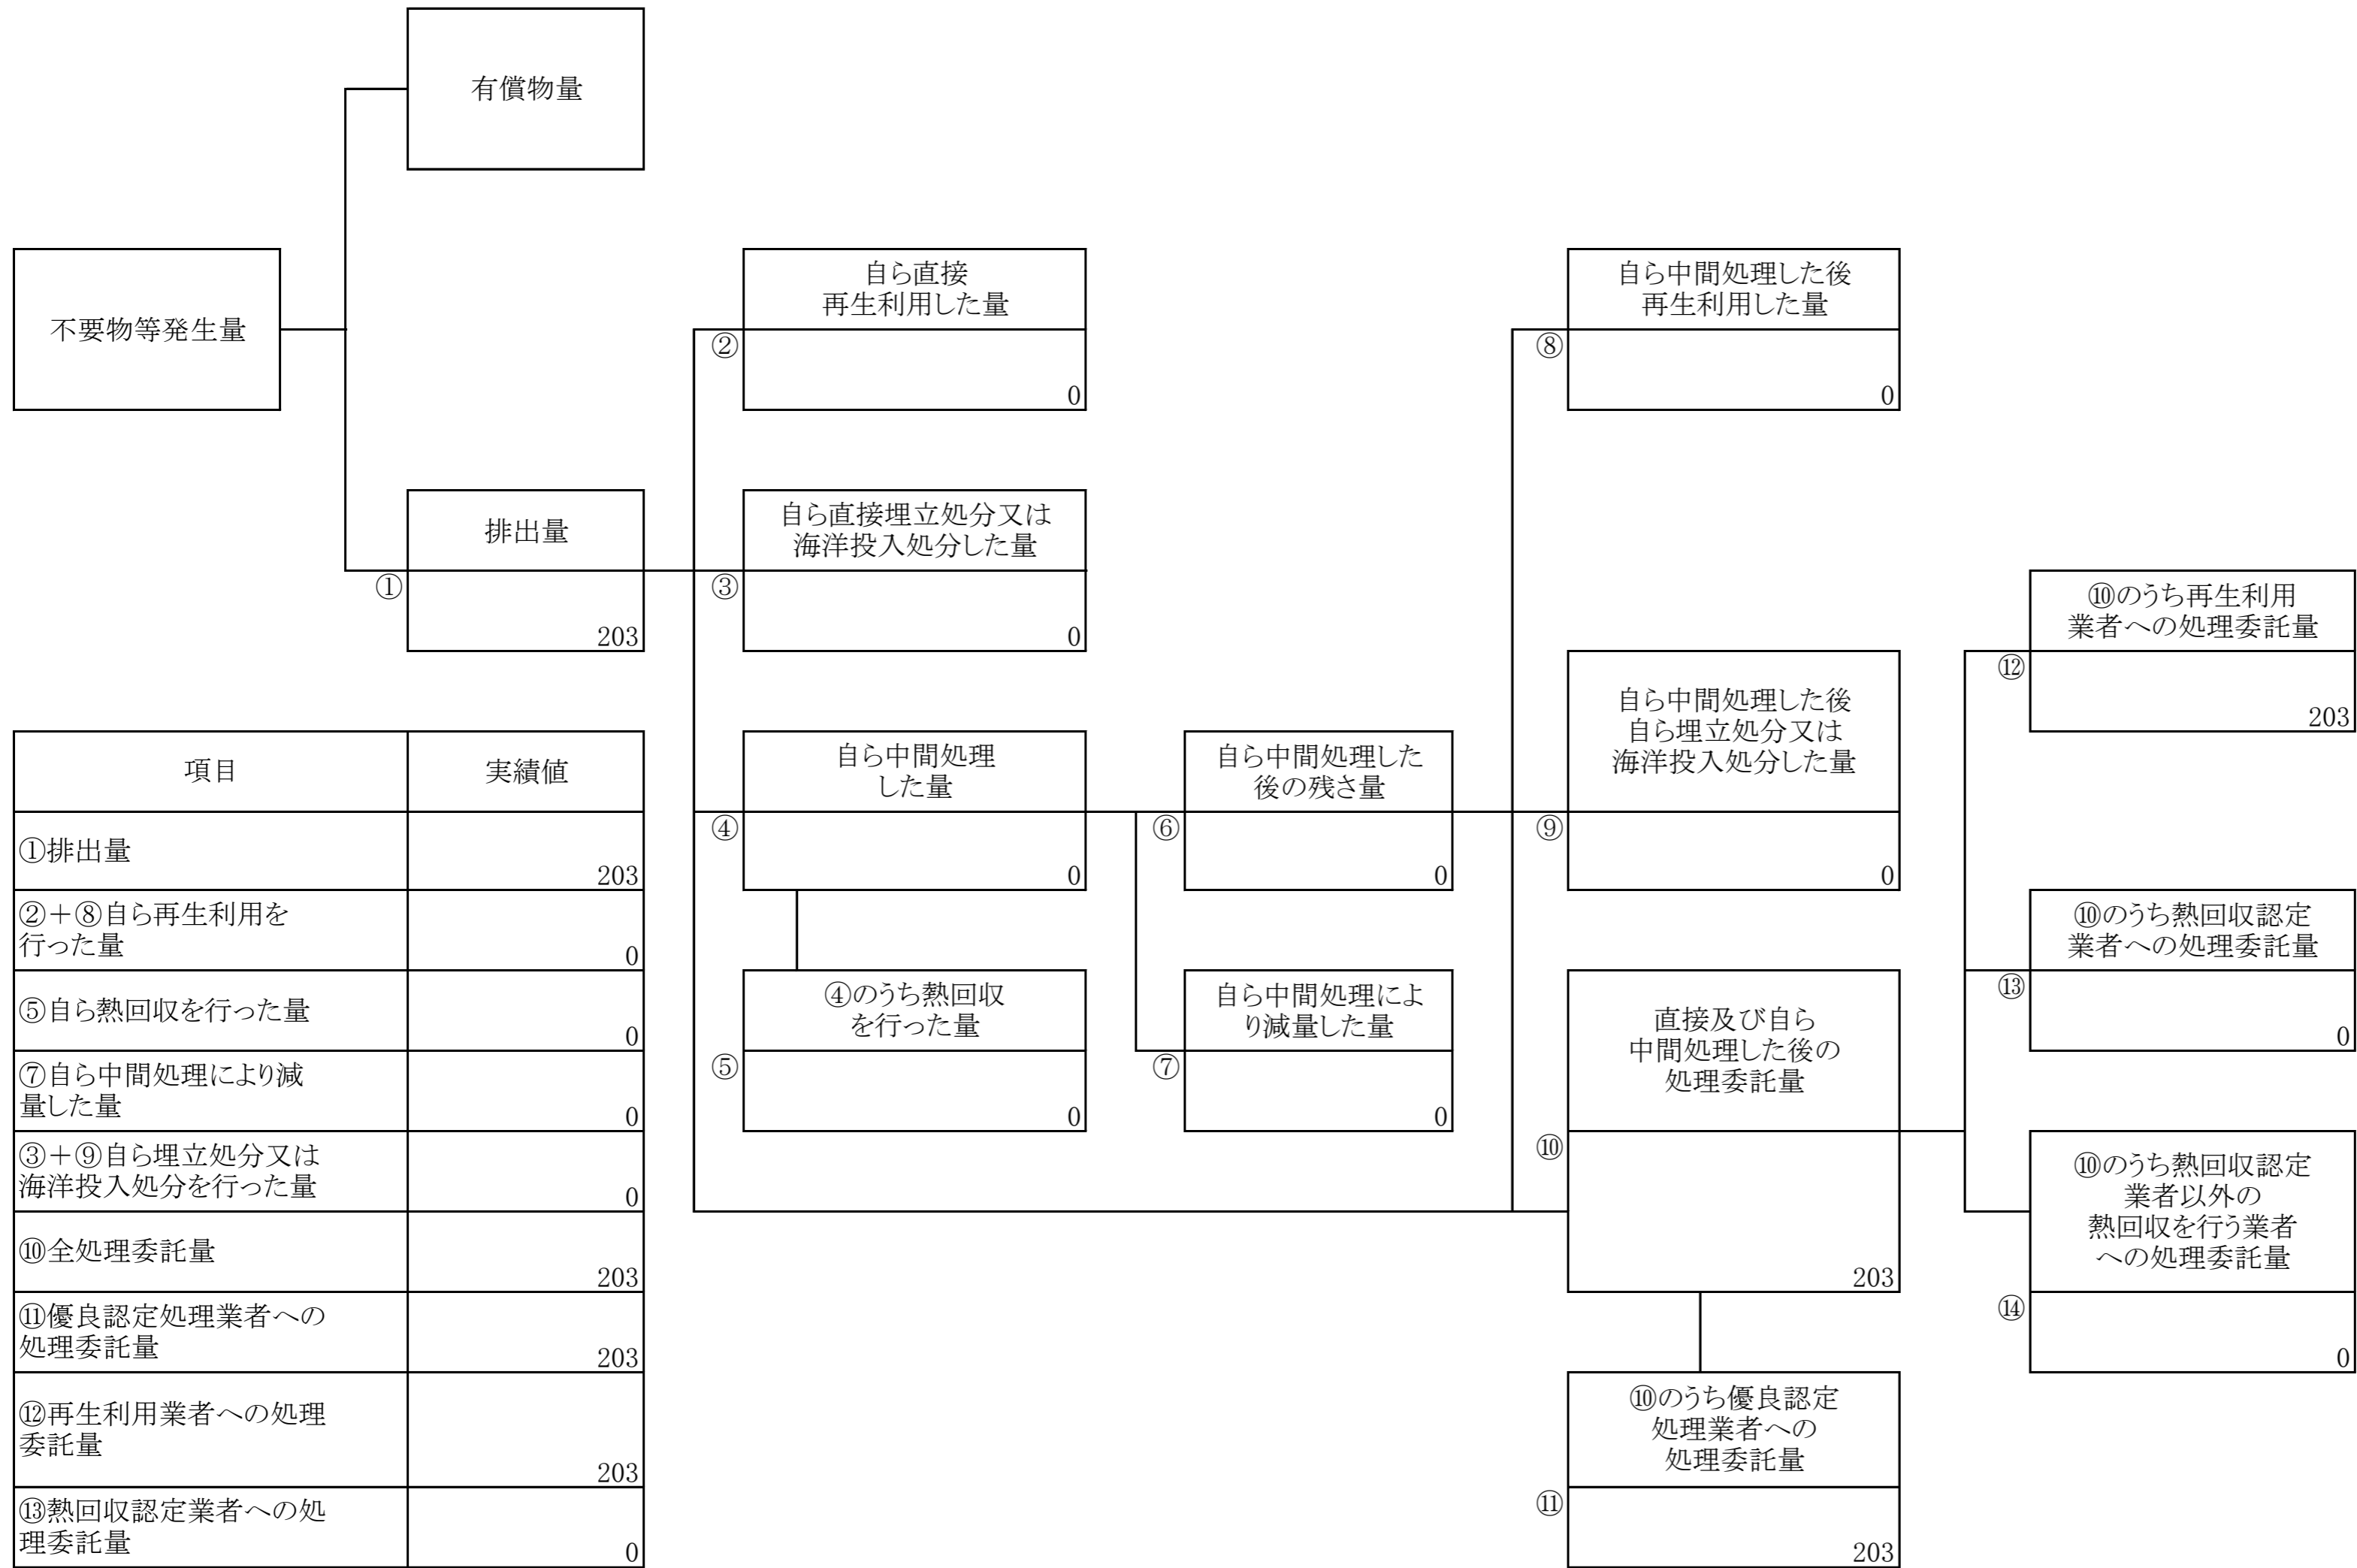 有償物量
不要物等発生量
自ら直接
再生利用した量
②
0
自ら中間処理した後
再生利用した量
⑧
0
排出量
①
203
自ら直接埋立処分又は
海洋投入処分した量
③
0
⑩のうち再生利用
業者への処理委託量
⑫
203
自ら中間処理した後
自ら埋立処分又は
海洋投入処分した量
⑨
0
自ら中間処理
した量
④
0
自ら中間処理した
後の残さ量
⑥
0
⑩のうち熱回収認定
業者への処理委託量
⑬
0
④のうち熱回収
を行った量
⑤
0
自ら中間処理によ
り減量した量
⑦
0
直接及び自ら
中間処理した後の
処理委託量
⑩
203
⑩のうち熱回収認定
業者以外の
熱回収を行う業者
への処理委託量
⑭
0
⑩のうち優良認定
処理業者への
処理委託量
⑪
203
項目
実績値
①排出量
203
②＋⑧自ら再生利用を
行った量
0
⑤自ら熱回収を行った量
0
⑦自ら中間処理により減
量した量
0
③＋⑨自ら埋立処分又は
海洋投入処分を行った量
0
⑩全処理委託量
203
⑪優良認定処理業者への
処理委託量
203
⑫再生利用業者への処理
委託量
203
⑬熱回収認定業者への処
理委託量
0